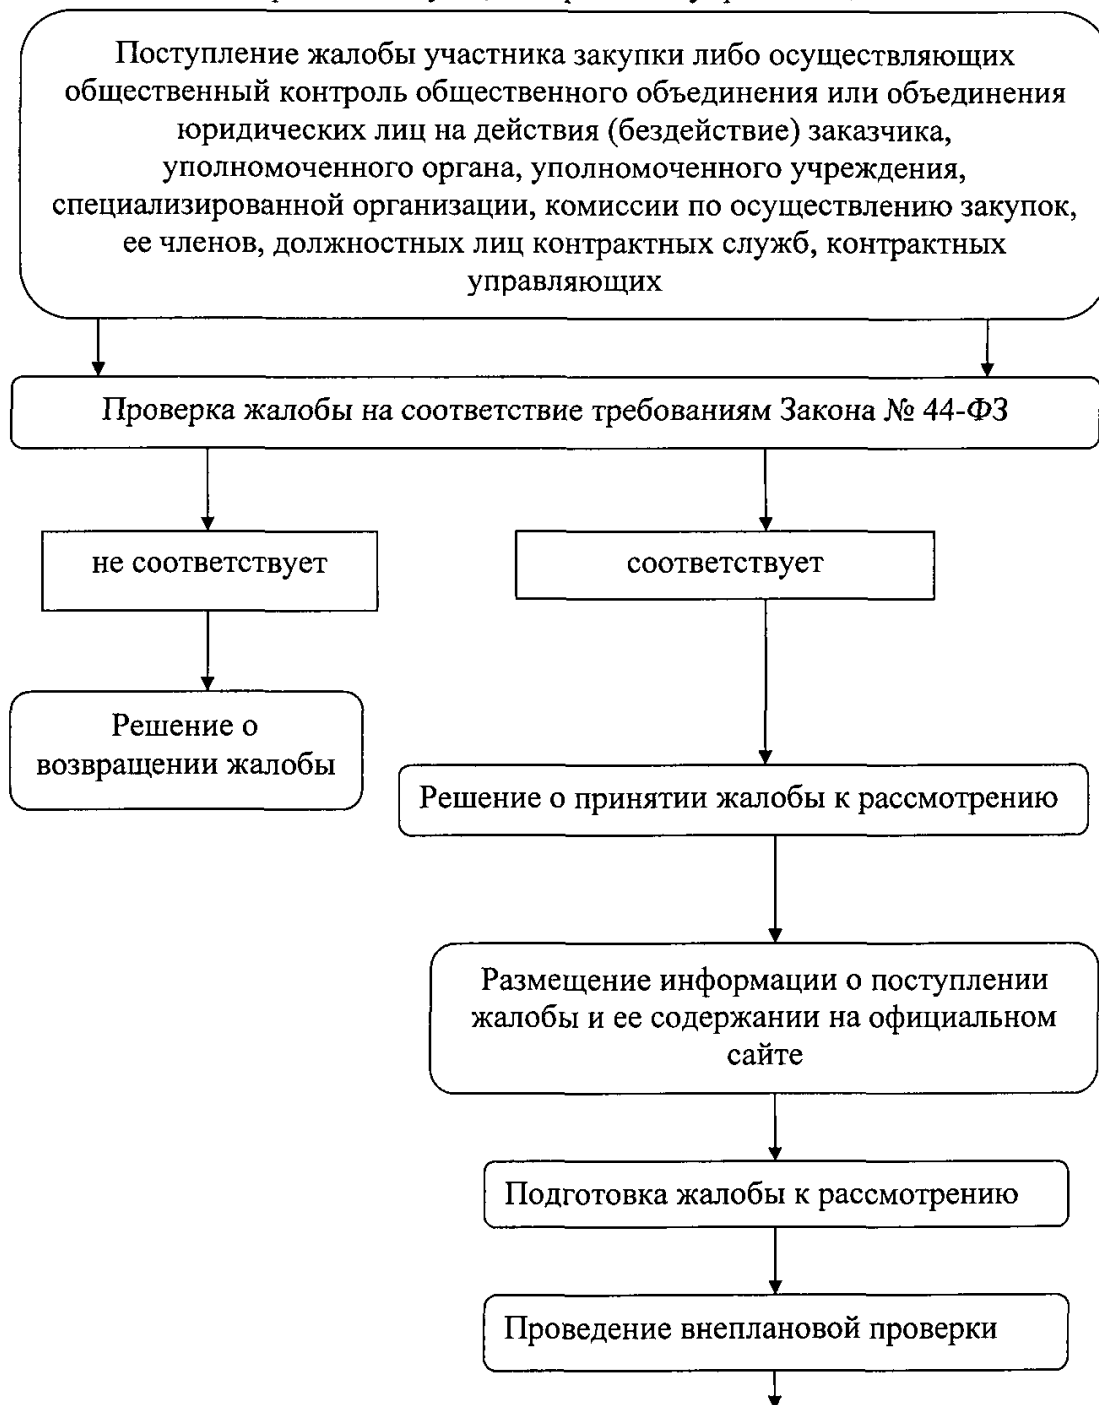 Поступление жалобы участника закупки либо осуществляющих
общественный контроль общественного объединения или объединения
юридических лиц на действия (бездействие) заказчика,
уполномоченного органа, уполномоченного учреждения,
специализированной организации, комиссии по осуществлению закупок,
ее членов, должностных лиц контрактных служб, контрактных
управляющих
Проверка жалобы на соответствие требованиям Закона № 44-ФЗ
не соответствует
соответствует
Решение о
возвращении жалобы
Решение о принятии жалобы к рассмотрению
Размещение информации о поступлении
жалобы и ее содержании на официальном
сайте
Подготовка жалобы к рассмотрению
Проведение внеплановой проверки